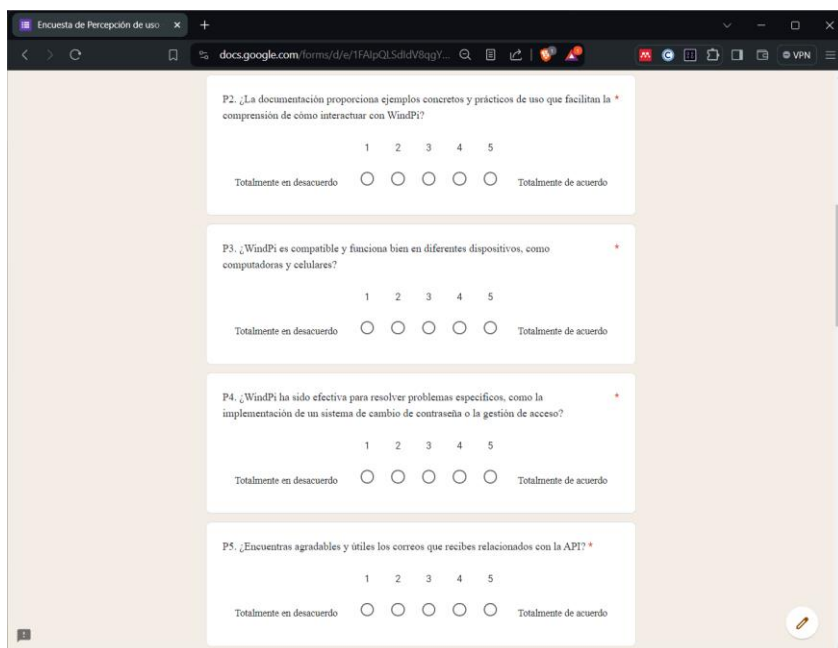 Encuesta de Percepción de uso
docs.google.com/forms/d/e/1FAIpQLSdIdV8qgY...
VPN
P2. ¿La documentación proporciona ejemplos concretos y prácticos de uso que facilitan la *
comprensión de cómo interactuar con WindPi?
1 2 3 4 5
Totalmente en desacuerdo Totalmente de acuerdo
P3. ¿WindPi es compatible y funciona bien en diferentes dispositivos, como *
computadoras y celulares?
1 2 3 4 5
Totalmente en desacuerdo Totalmente de acuerdo
P4. ¿WindPi ha sido efectiva para resolver problemas específicos, como la *
implementación de un sistema de cambio de contraseña o la gestión de acceso?
1 2 3 4 5
Totalmente en desacuerdo Totalmente de acuerdo
P5. ¿Encuentras agradables y útiles los correos que recibes relacionados con la API? *
1 2 3 4 5
Totalmente en desacuerdo Totalmente de acuerdo